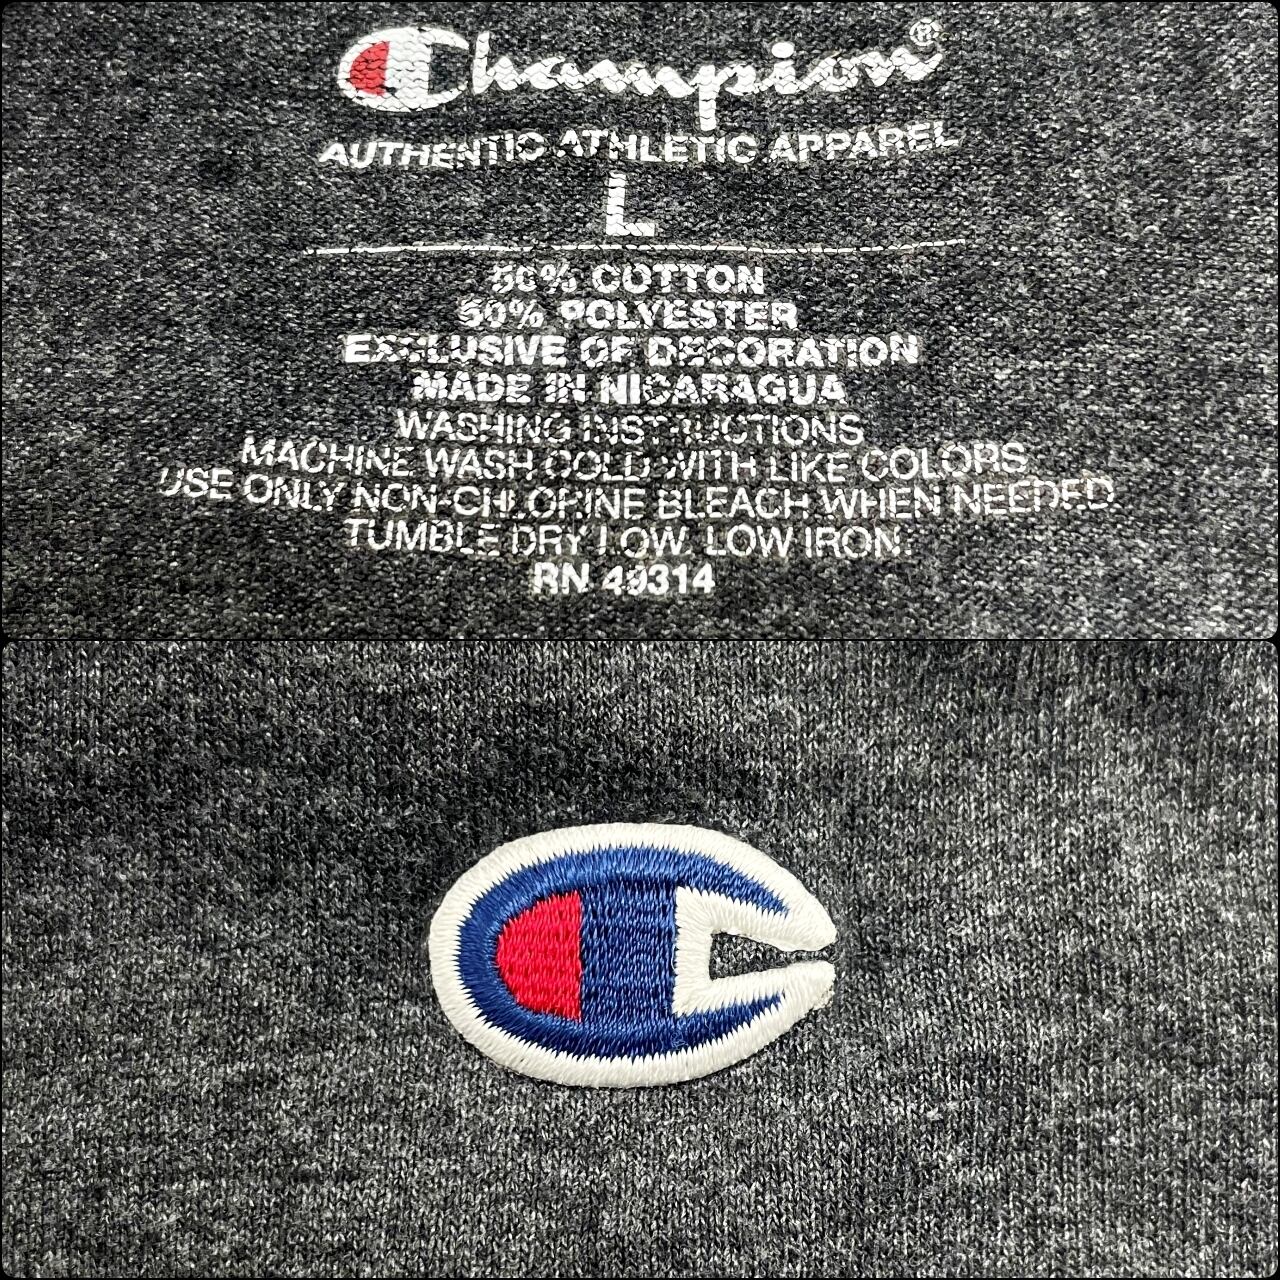 Champion®
AUTHENTIC ATHLETIC APPAREL
L
50% COTTON
50% POLYESTER
EXCLUSIVE OF DECORATION
MADE IN NICARAGUA
WASHING INSTRUCTIONS
MACHINE WASH COLD WITH LIKE COLORS.
USE ONLY NON-CHLORINE BLEACH WHEN NEEDED.
TUMBLE DRY LOW. LOW IRON.
RN 49314
C